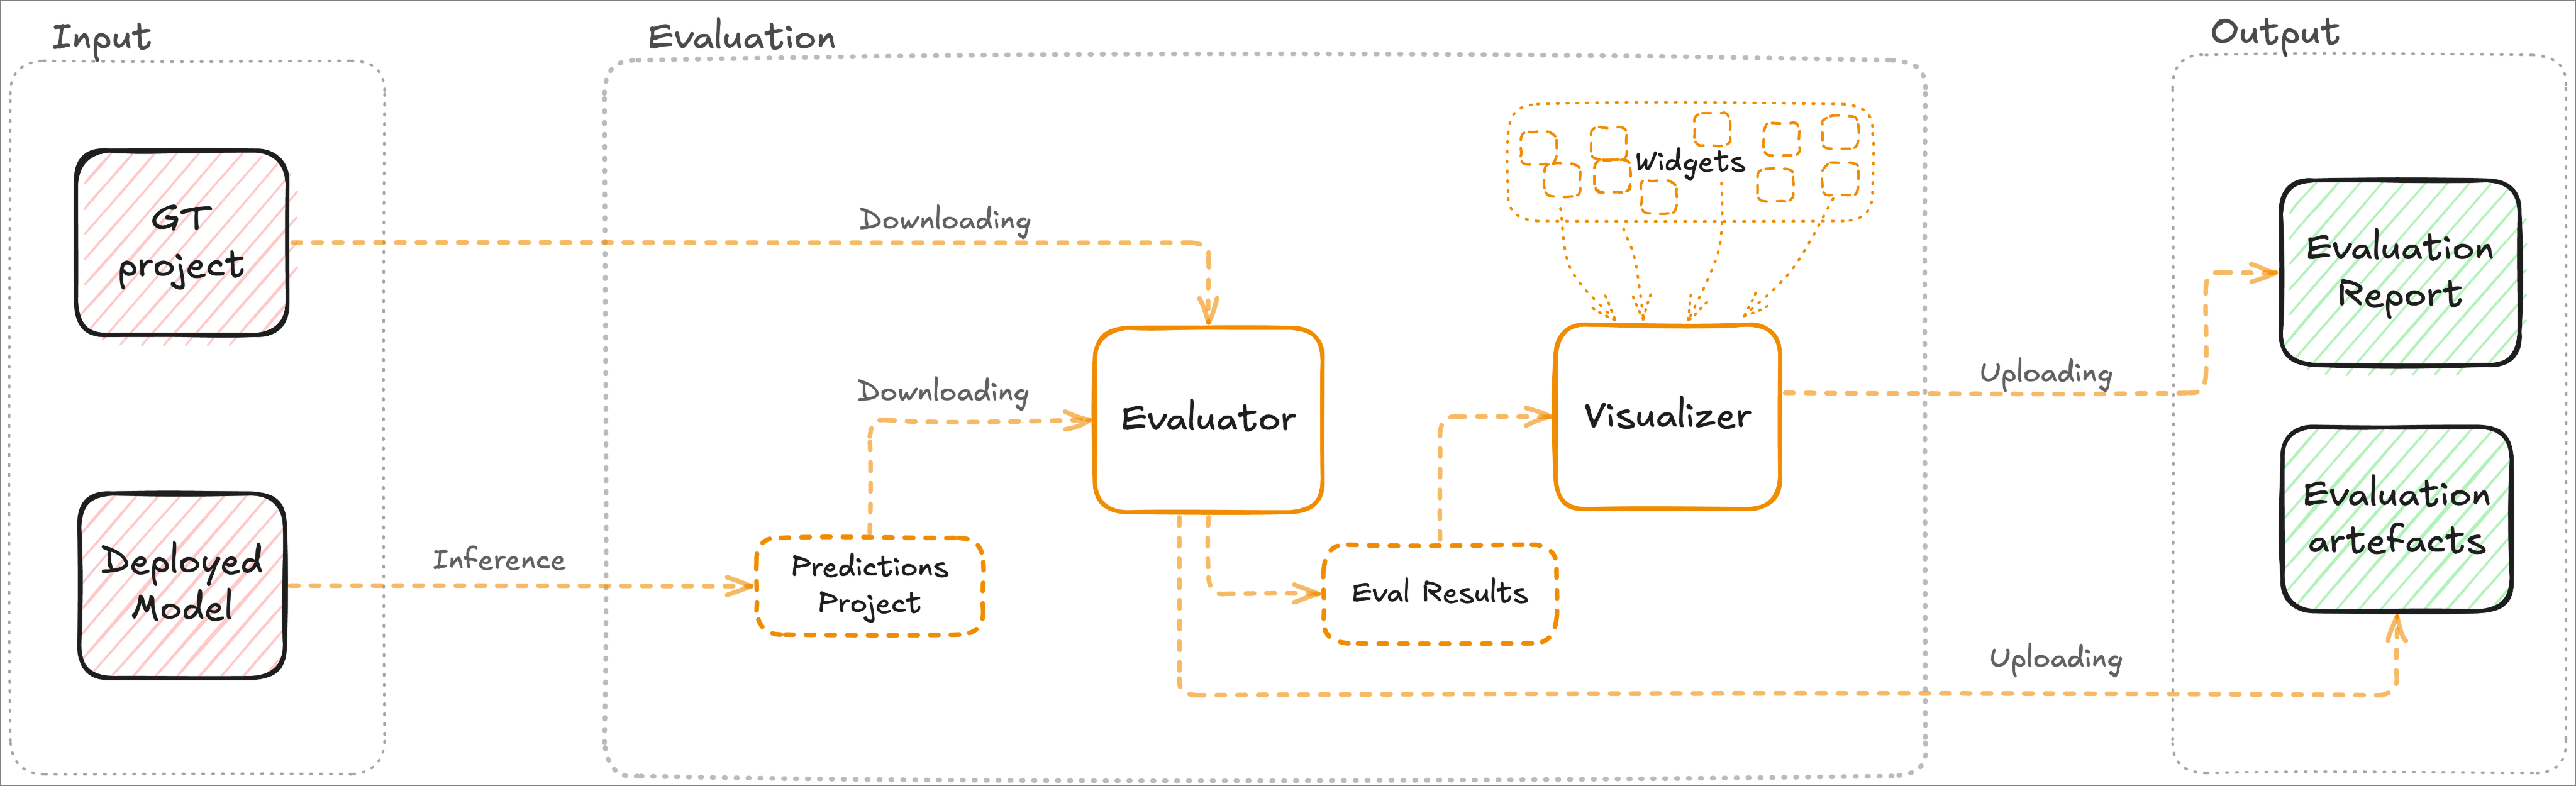 Input
Evaluation
Output
GT
project
Deployed
Model
Inference
Downloading
Downloading
Predictions
Project
Evaluator
Eval Results
Widgets
Visualizer
Uploading
Uploading
Evaluation
Report
Evaluation
artefacts